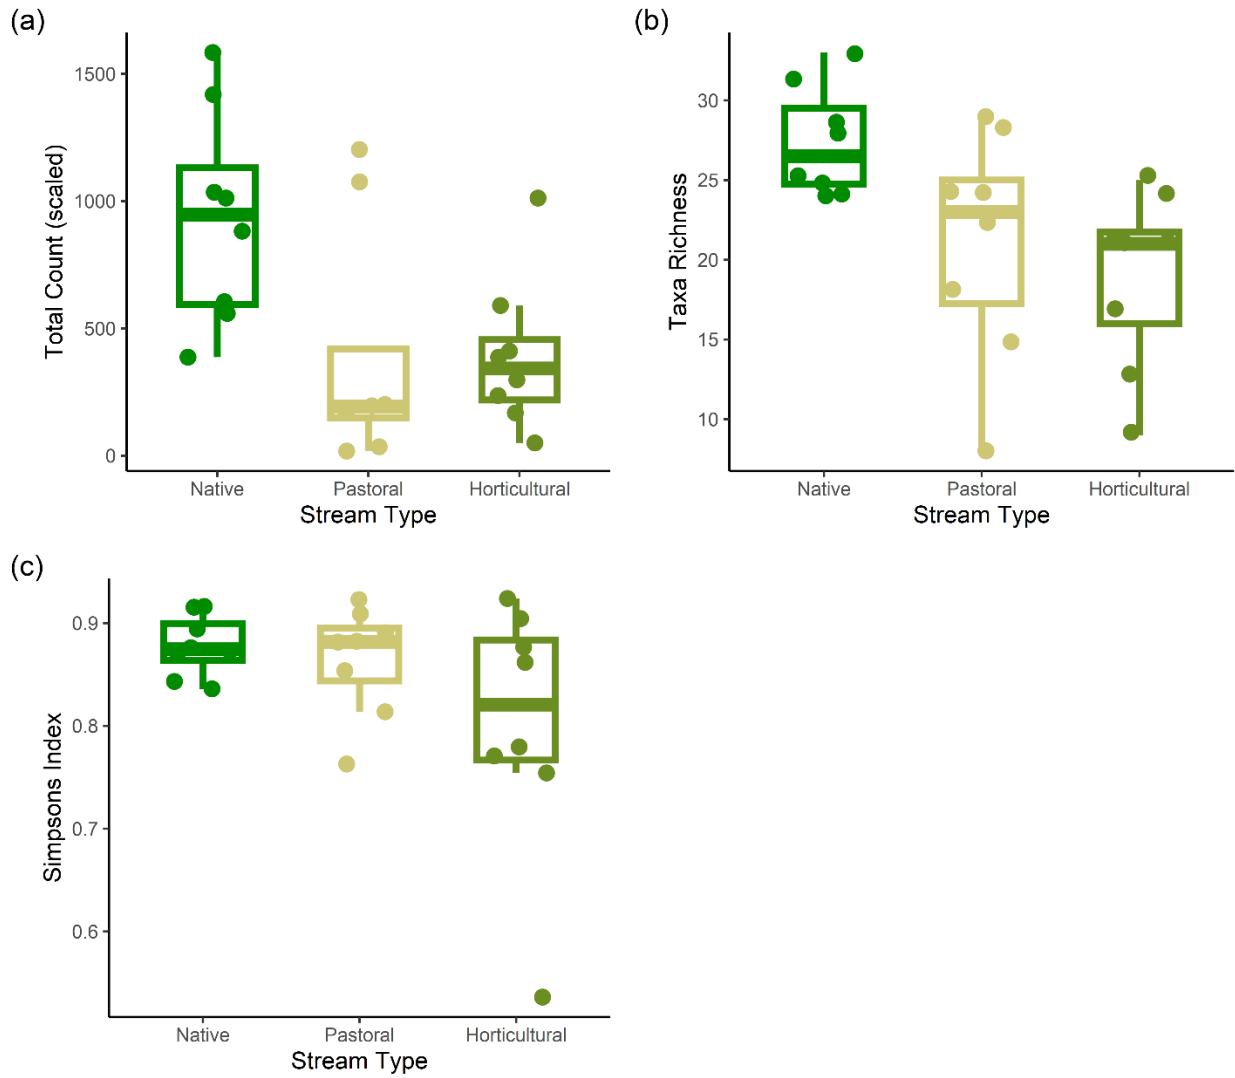 (a)
Total Count (scaled)
1500
1000
500
0
Native Pastoral Horticultural
Stream Type
(b)
Taxa Richness
30
25
20
15
10
Native Pastoral Horticultural
Stream Type
(c)
Simpsons Index
0.9
0.8
0.7
0.6
Native Pastoral Horticultural
Stream Type